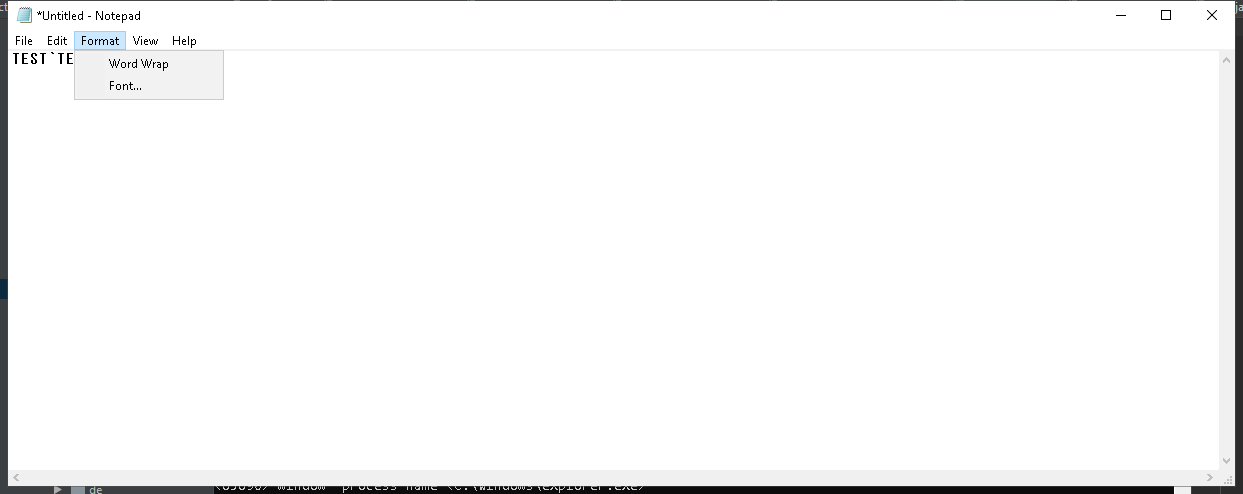 *Untitled - Notepad
File Edit Format View Help
TEST`TE
Word Wrap
Font...
de
window process name <C:\Windows\explorer.exe>